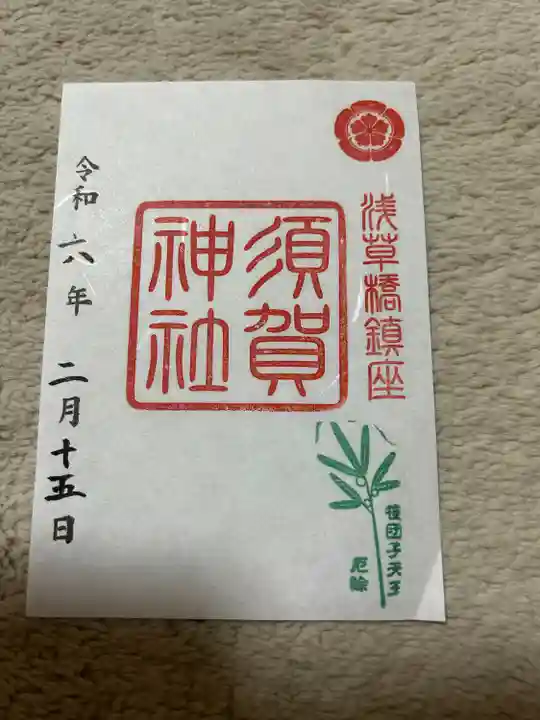 浅草橋鎮座
須賀
神社
笹団子天王
厄除
令和六年二月十五日